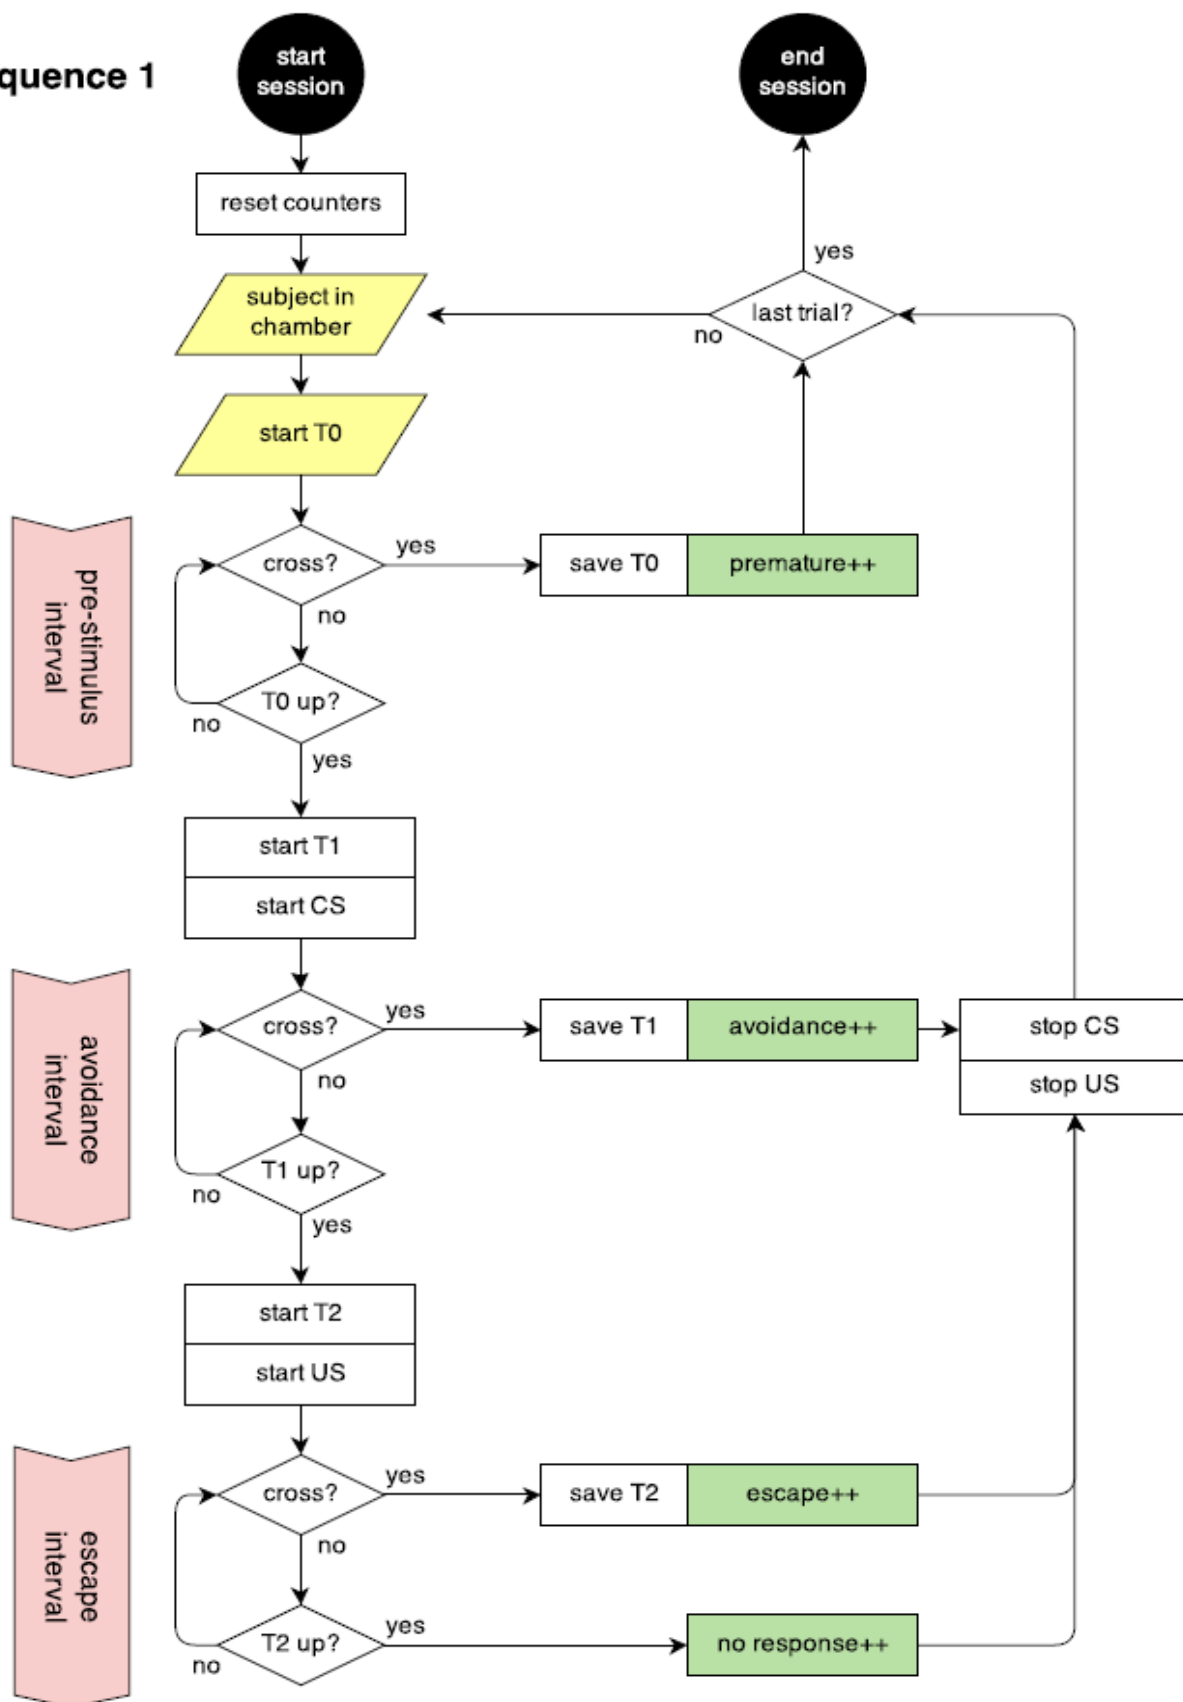 quence 1
start
session
end
session
reset counters
yes
subject in
chamber
last trial?
no
start T0
pre-stimulus
interval
cross?
yes
save T0
premature++
no
T0 up?
no
yes
start T1
start CS
avoidance
interval
cross?
yes
save T1
avoidance++
stop CS
stop US
no
T1 up?
no
yes
start T2
start US
escape
interval
cross?
yes
save T2
escape++
no
T2 up?
yes
no response++
no